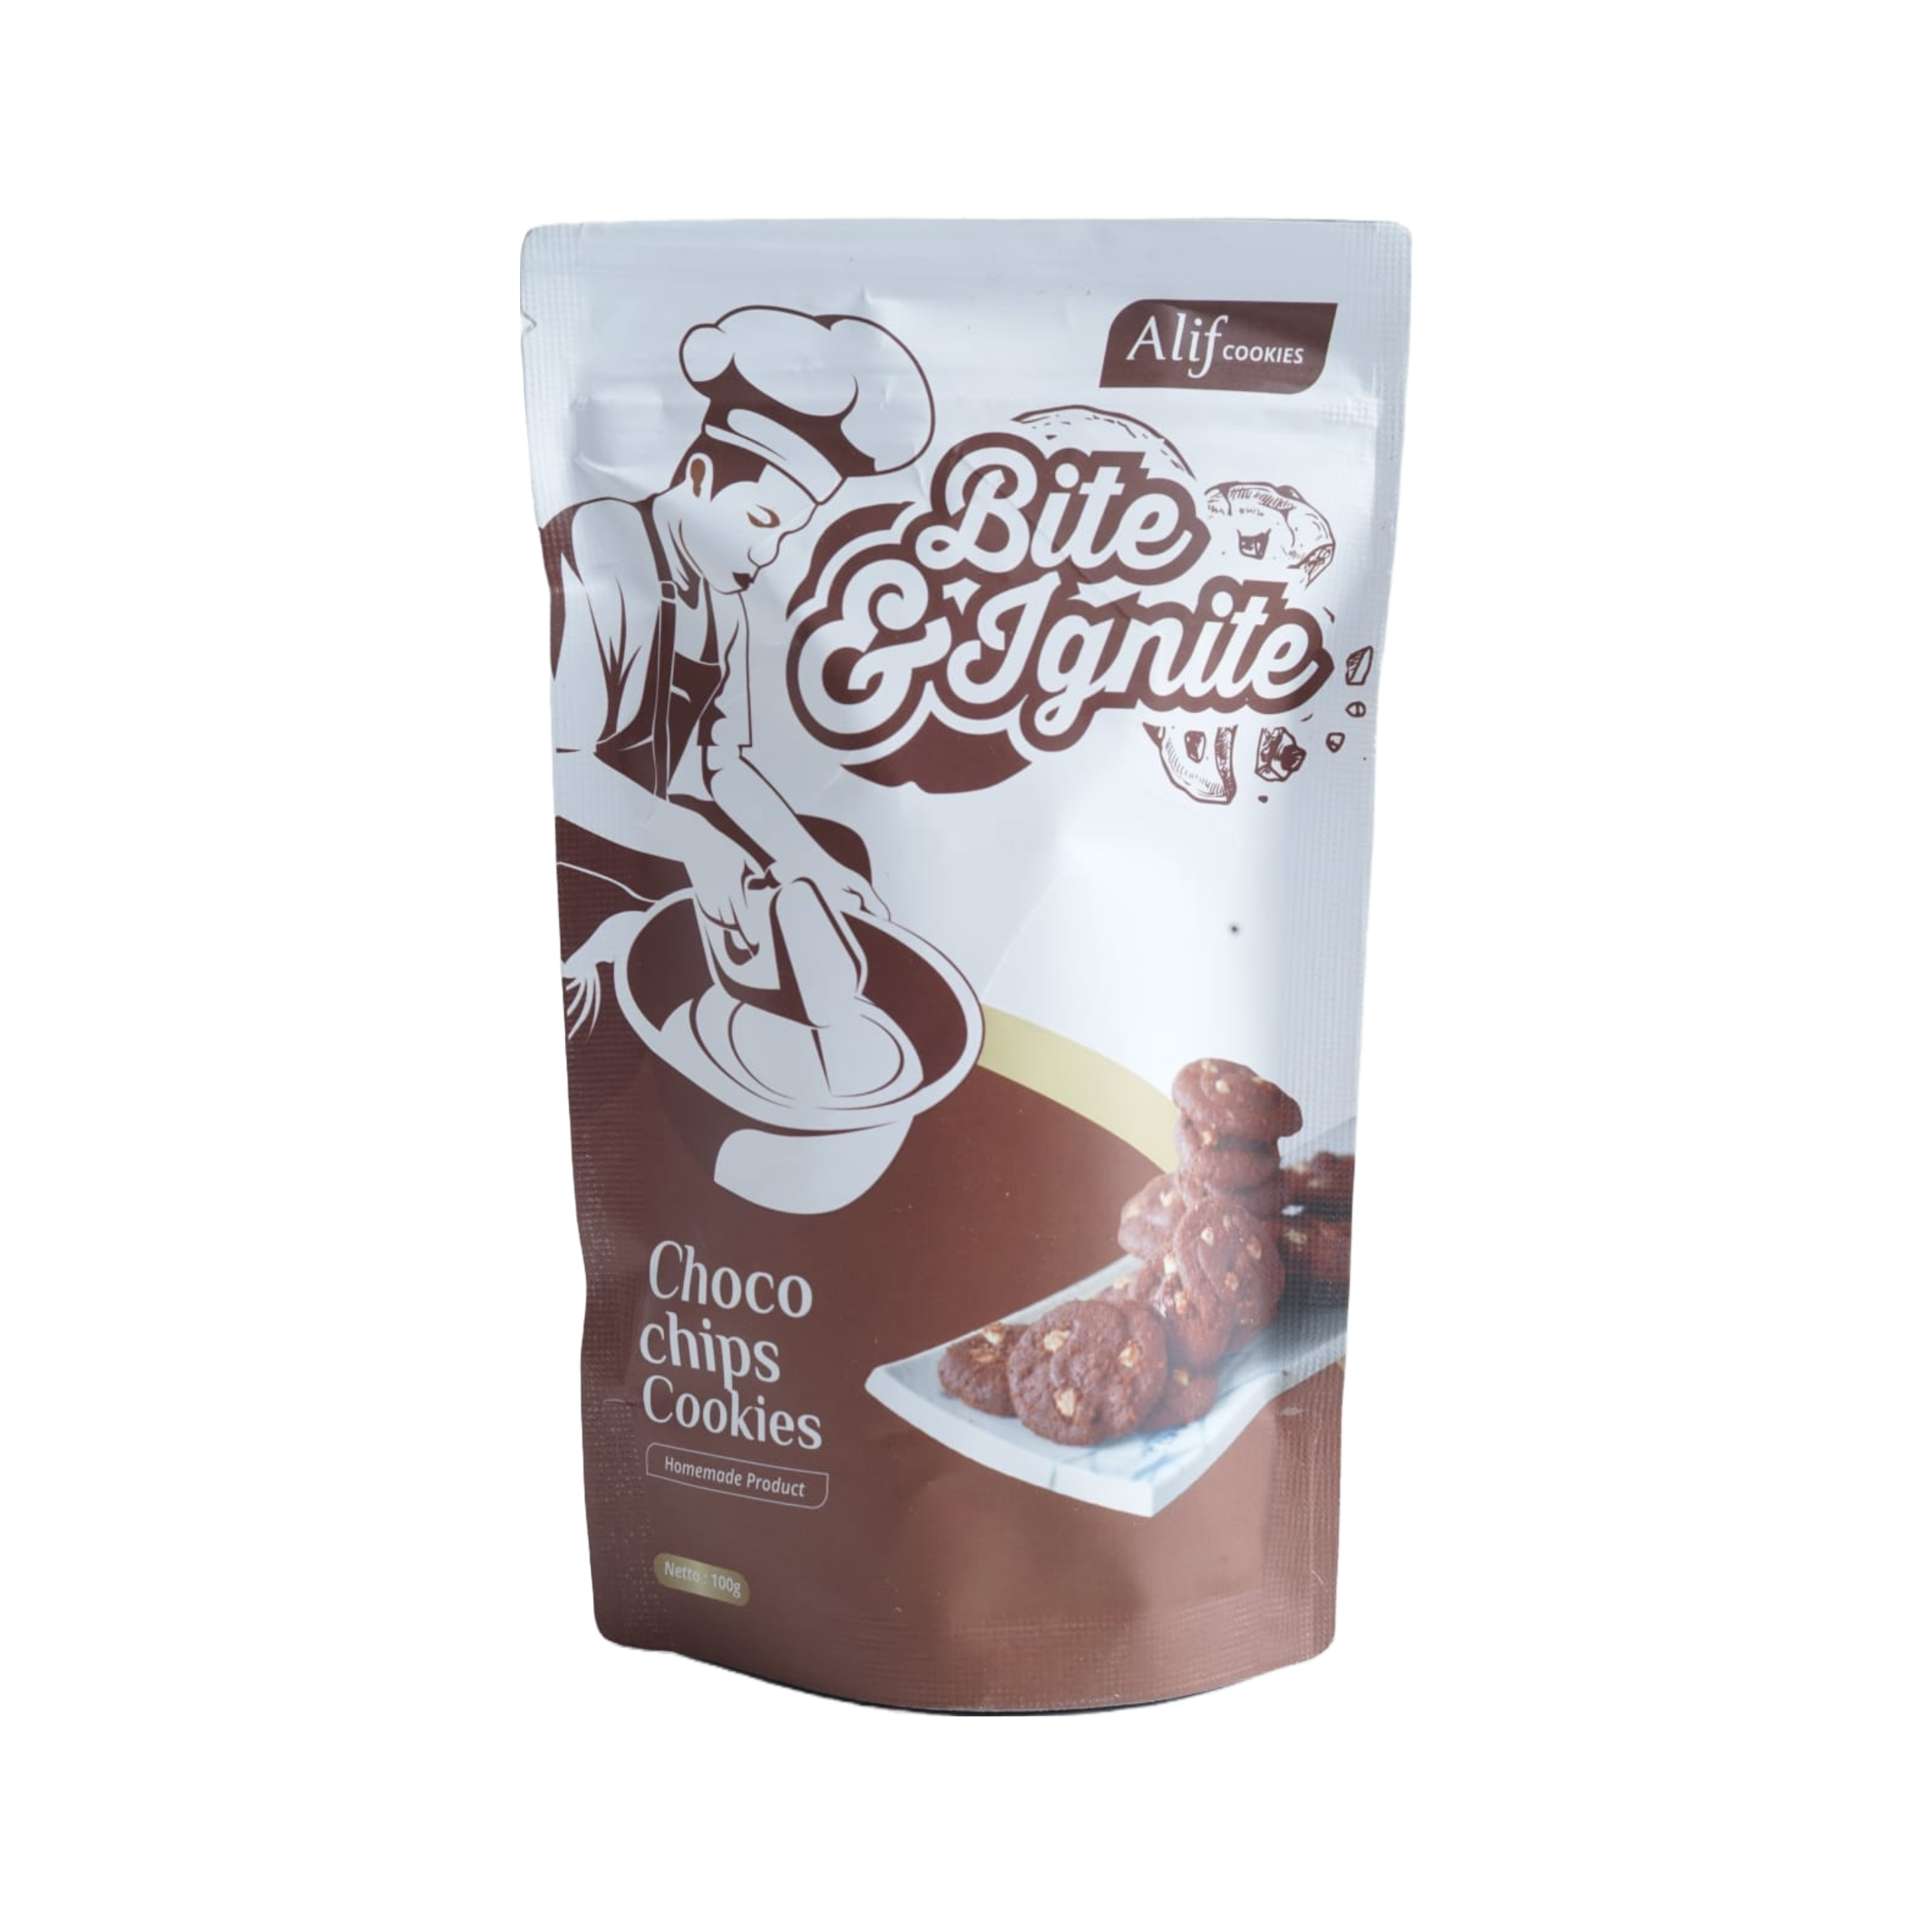 Alif COOKIES
Bite
& Ignite
Choco
chips
Cookies
Homemade Product
Netto : 100g